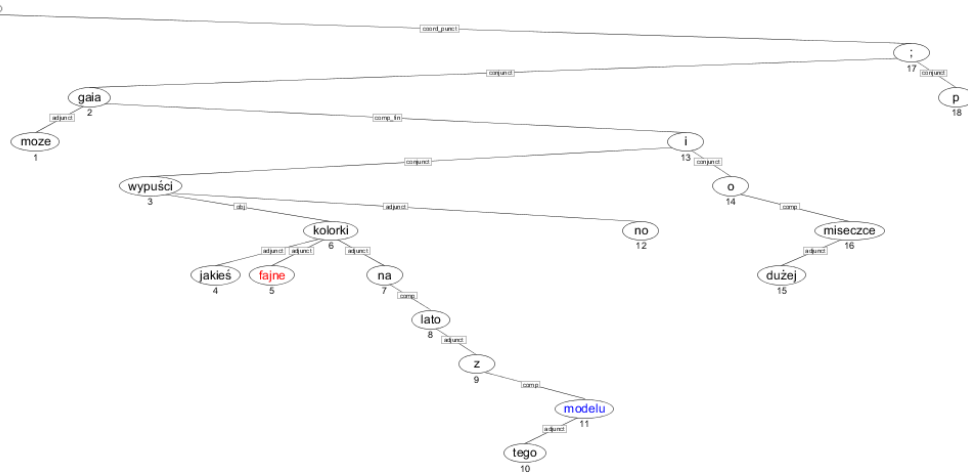 coord_punct
;
17
conjunct
conjunct
gaia
2
p
18
adjunct
comp_fin
moze
1
i
13
conjunct
conjunct
wypuści
3
o
14
obj
adjunct
comp
kolorki
6
no
12
miseczce
16
adjunct
adjunct
adjunct
adjunct
jakieś
4
fajne
5
na
7
dużej
15
comp
lato
8
adjunct
z
9
comp
modelu
11
adjunct
tego
10